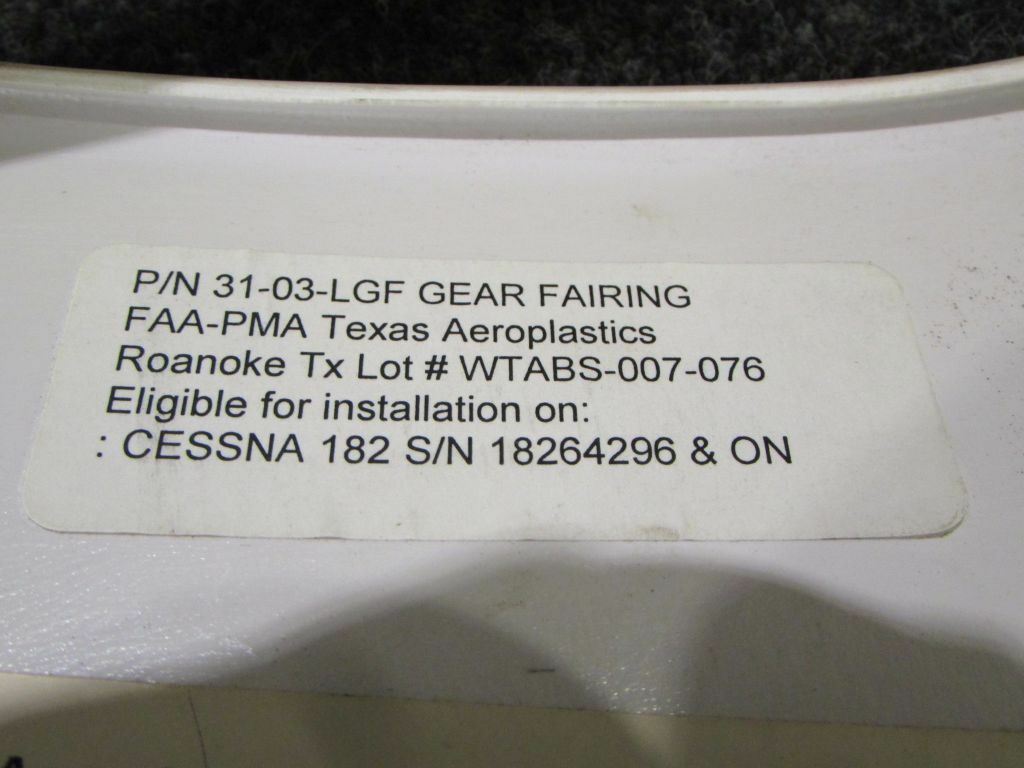 P/N 31-03-LGF GEAR FAIRING
FAA-PMA Texas Aeroplastics
Roanoke Tx Lot # WTABS-007-076
Eligible for installation on:
: CESSNA 182 S/N 18264296 & ON